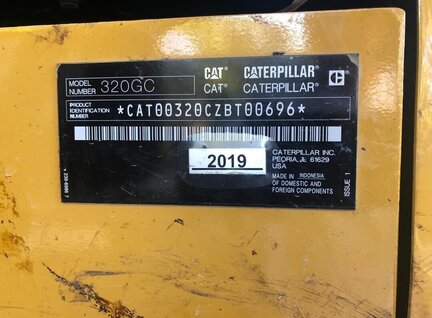 MODEL NUMBER 320GC CAT CATERPILLAR C
CAT CATERPILLAR
PRODUCT IDENTIFICATION NUMBER *CAT00320CZBT00696*
2019
CATERPILLAR INC.
PEORIA, IL 61629
USA
MADE IN INDONESIA
OF DOMESTIC AND
FOREIGN COMPONENTS
ISSUE 1